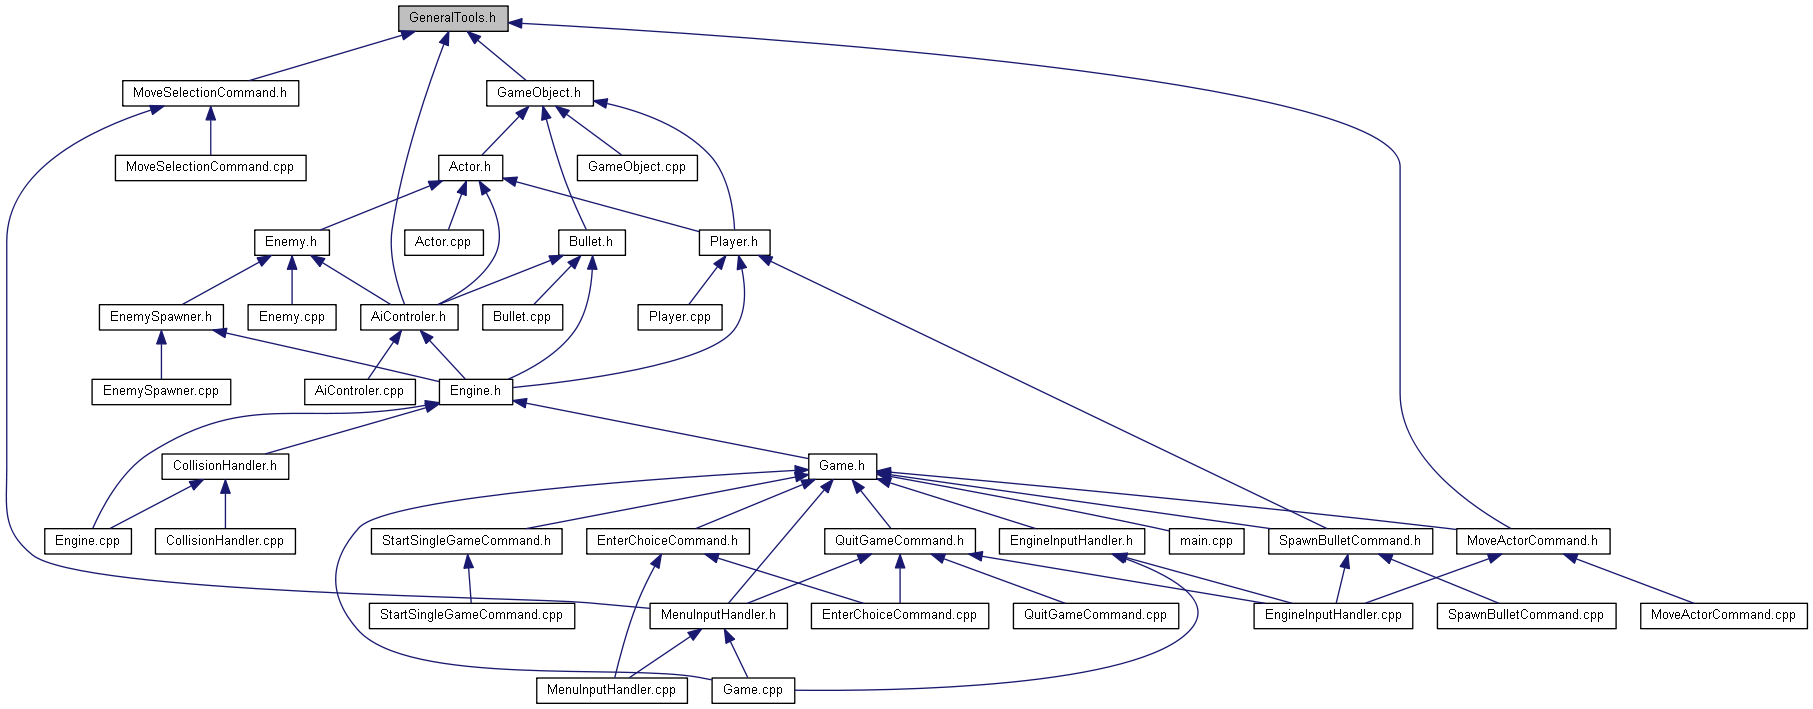 GeneralTools.h
MoveSelectionCommand.h
GameObject.h
MoveSelectionCommand.cpp
Actor.h
GameObject.cpp
Enemy.h
Actor.cpp
Bullet.h
Player.h
EnemySpawner.h
Enemy.cpp
AiControler.h
Bullet.cpp
Player.cpp
EnemySpawner.cpp
AiControler.cpp
Engine.h
CollisionHandler.h
Game.h
Engine.cpp
CollisionHandler.cpp
StartSingleGameCommand.h
EnterChoiceCommand.h
QuitGameCommand.h
EngineInputHandler.h
main.cpp
SpawnBulletCommand.h
MoveActorCommand.h
StartSingleGameCommand.cpp
MenuInputHandler.h
EnterChoiceCommand.cpp
QuitGameCommand.cpp
EngineInputHandler.cpp
SpawnBulletCommand.cpp
MoveActorCommand.cpp
MenuInputHandler.cpp
Game.cpp